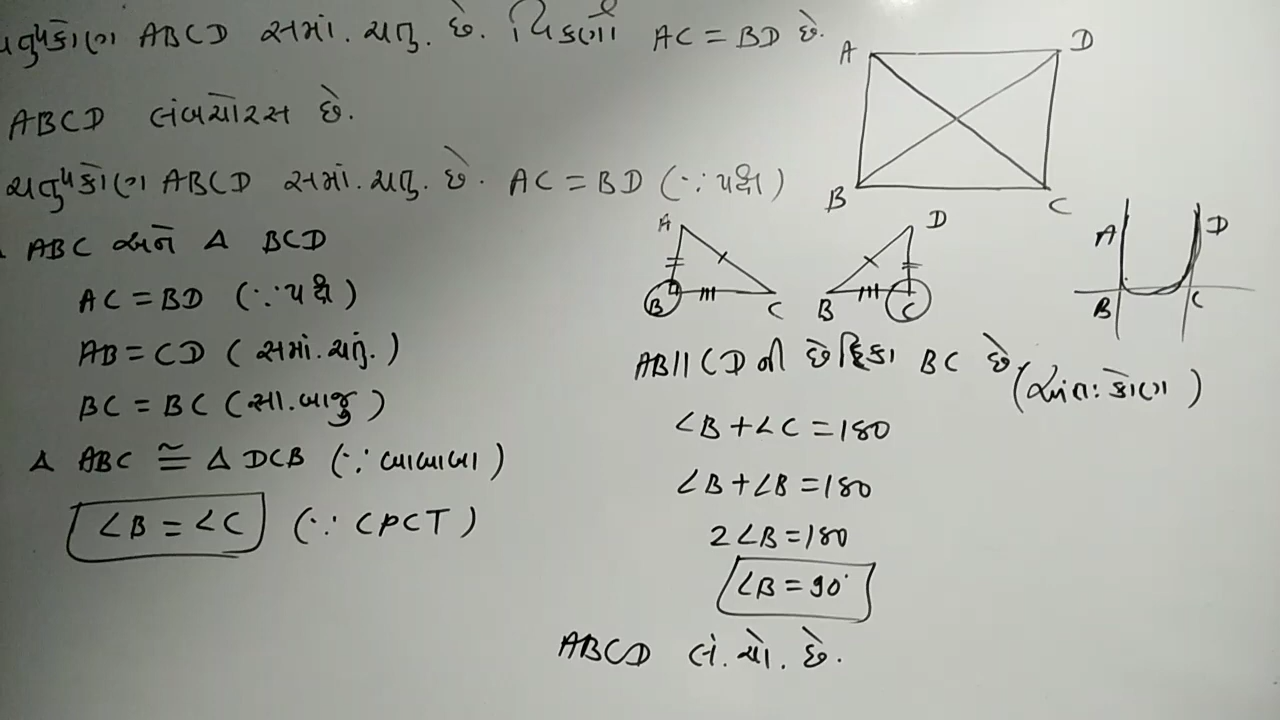 ચતુષ્કોણ ABCD સમાં. ચતુ. છે. વિકર્ણો AC = BD છે.
ABCD લંબચોરસ છે.
ચતુષ્કોણ ABCD સમાં. ચતુ. છે. AC = BD (∵ પક્ષ)
ABC અને Δ BCD
AC = BD (∵ પક્ષ)
AB = CD (સમાં. ચતુ.)
BC = BC (સા. બાજુ)
Δ ABC ≅ Δ DCB (∵ બાબાબા)
∠B = ∠C (∵ CPCT)
A D
B C
A D A D
B C B C B C
AB || CD ની છેદિકા BC છે (અંતઃકોણ)
∠B + ∠C = 180
∠B + ∠B = 180
2∠B = 180
∠B = 90°
ABCD લં. ચો. છે.